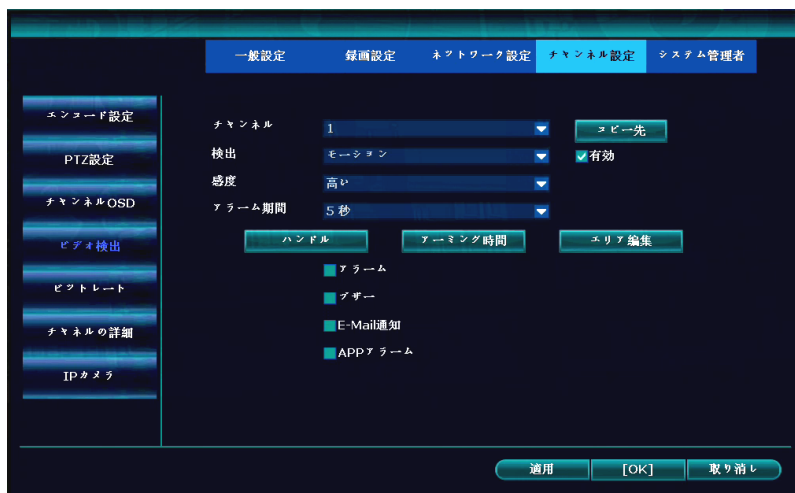 一般設定 録画設定 ネットワーク設定 チャンネル設定 システム管理者
エンコード設定
PTZ設定
チャンネルOSD
ビデオ検出
ビットレート
チャネルの詳細
IPカメラ
チャンネル 1 コピー先
検出 モーション 有効
感度 高い
アラーム期間 5 秒
ハンドル アーミング時間 エリア編集
アラーム
ブザー
E-Mail通知
APPアラーム
適用 [OK] 取り消し